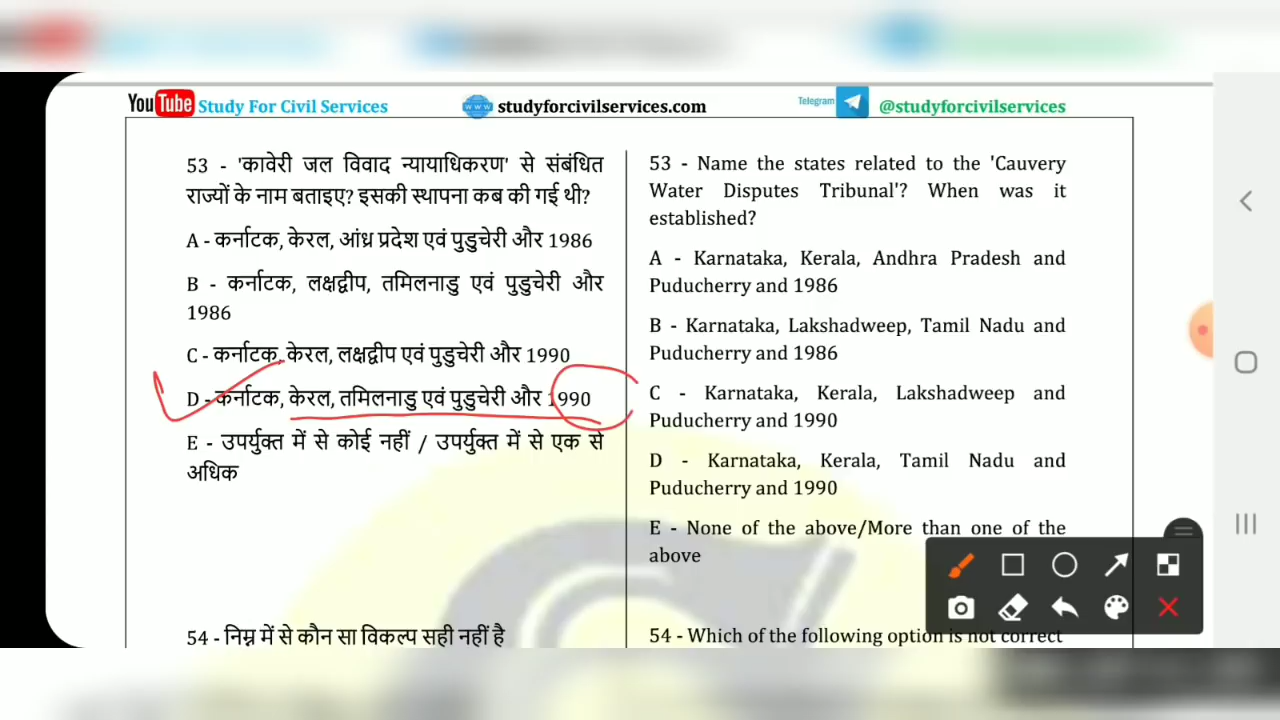 YouTube Study For Civil Services
www studyforcivilservices.com
Telegram @studyforcivilservices
53 - 'कावेरी जल विवाद न्यायाधिकरण' से संबंधित
राज्यों के नाम बताइए? इसकी स्थापना कब की गई थी?
A - कर्नाटक, केरल, आंध्र प्रदेश एवं पुडुचेरी और 1986
B - कर्नाटक, लक्षद्वीप, तमिलनाडु एवं पुडुचेरी और
1986
C - कर्नाटक, केरल, लक्षद्वीप एवं पुडुचेरी और 1990
D - कर्नाटक, केरल, तमिलनाडु एवं पुडुचेरी और 1990
E - उपर्युक्त में से कोई नहीं / उपर्युक्त में से एक से
अधिक
54 - निम्न में से कौन सा विकल्प सही नहीं है
53 - Name the states related to the 'Cauvery
Water Disputes Tribunal'? When was it
established?
A - Karnataka, Kerala, Andhra Pradesh and
Puducherry and 1986
B - Karnataka, Lakshadweep, Tamil Nadu and
Puducherry and 1986
C - Karnataka, Kerala, Lakshadweep and
Puducherry and 1990
D - Karnataka, Kerala, Tamil Nadu and
Puducherry and 1990
E - None of the above/More than one of the
above
54 - Which of the following option is not correct